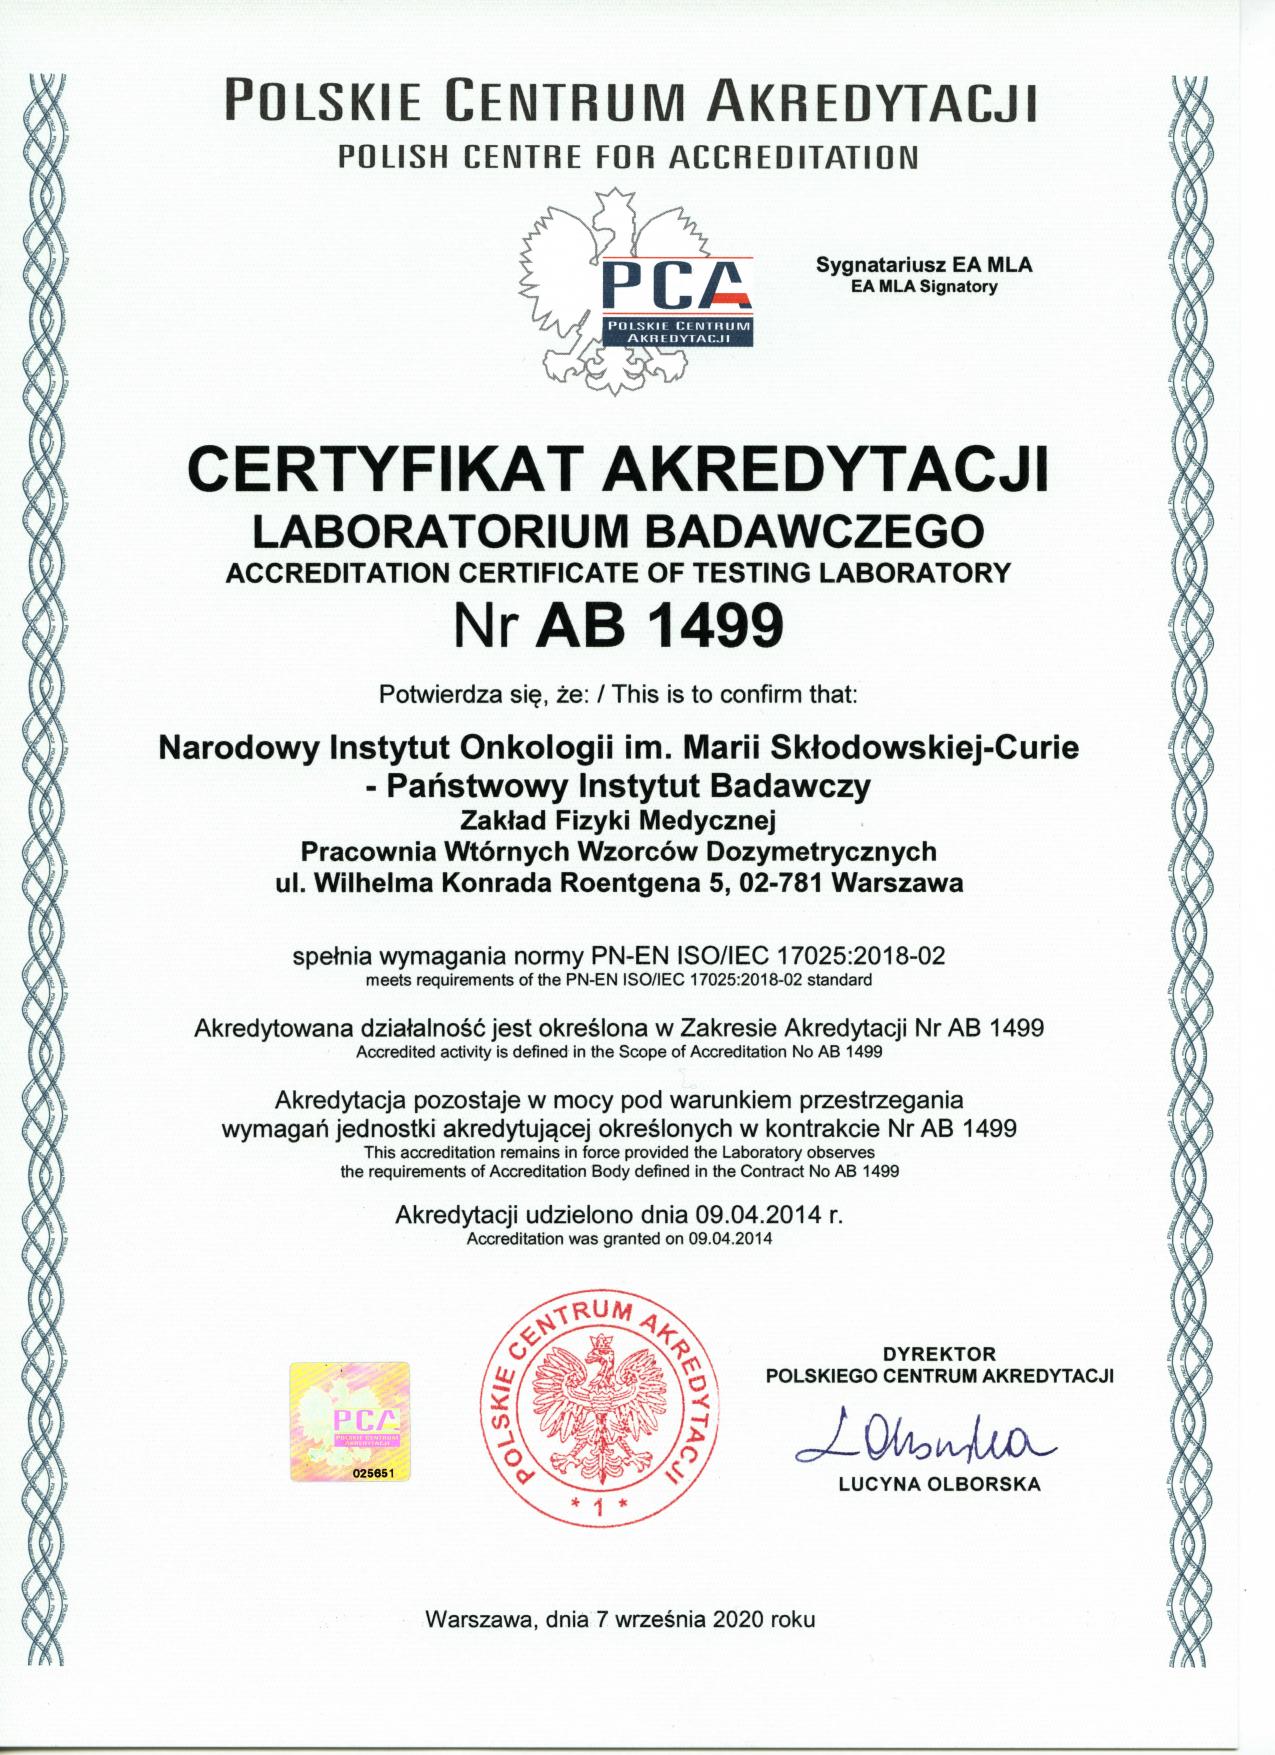 POLSKIE CENTRUM AKREDYTACJI
POLISH CENTRE FOR ACCREDITATION
PCA
POLSKIE CENTRUM
AKREDYTACJI
Sygnatariusz EA MLA
EA MLA Signatory
CERTYFIKAT AKREDYTACJI
LABORATORIUM BADAWCZEGO
ACCREDITATION CERTIFICATE OF TESTING LABORATORY
Nr AB 1499
Potwierdza się, że: / This is to confirm that:
Narodowy Instytut Onkologii im. Marii Skłodowskiej-Curie
- Państwowy Instytut Badawczy
Zakład Fizyki Medycznej
Pracownia Wtórnych Wzorców Dozymetrycznych
ul. Wilhelma Konrada Roentgena 5, 02-781 Warszawa
spełnia wymagania normy PN-EN ISO/IEC 17025:2018-02
meets requirements of the PN-EN ISO/IEC 17025:2018-02 standard
Akredytowana działalność jest określona w Zakresie Akredytacji Nr AB 1499
Accredited activity is defined in the Scope of Accreditation No AB 1499
Akredytacja pozostaje w mocy pod warunkiem przestrzegania
wymagań jednostki akredytującej określonych w kontrakcie Nr AB 1499
This accreditation remains in force provided the Laboratory observes
the requirements of Accreditation Body defined in the Contract No AB 1499
Akredytacji udzielono dnia 09.04.2014 r.
Accreditation was granted on 09.04.2014
PCA
POLSKIE CENTRUM
AKREDYTACJI
025651
POLSKIE CENTRUM AKREDYTACJI
* 1 *
DYREKTOR
POLSKIEGO CENTRUM AKREDYTACJI
LUCYNA OLBORSKA
Warszawa, dnia 7 września 2020 roku